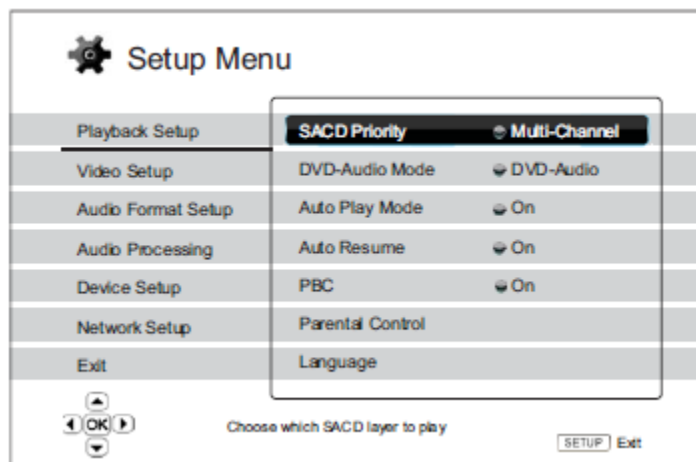 Setup Menu
Playback Setup SACD Priority Multi-Channel
Video Setup DVD-Audio Mode DVD-Audio
Audio Format Setup Auto Play Mode On
Audio Processing Auto Resume On
Device Setup PBC On
Network Setup Parental Control
Exit Language
OK Choose which SACD layer to play
SETUP Exit